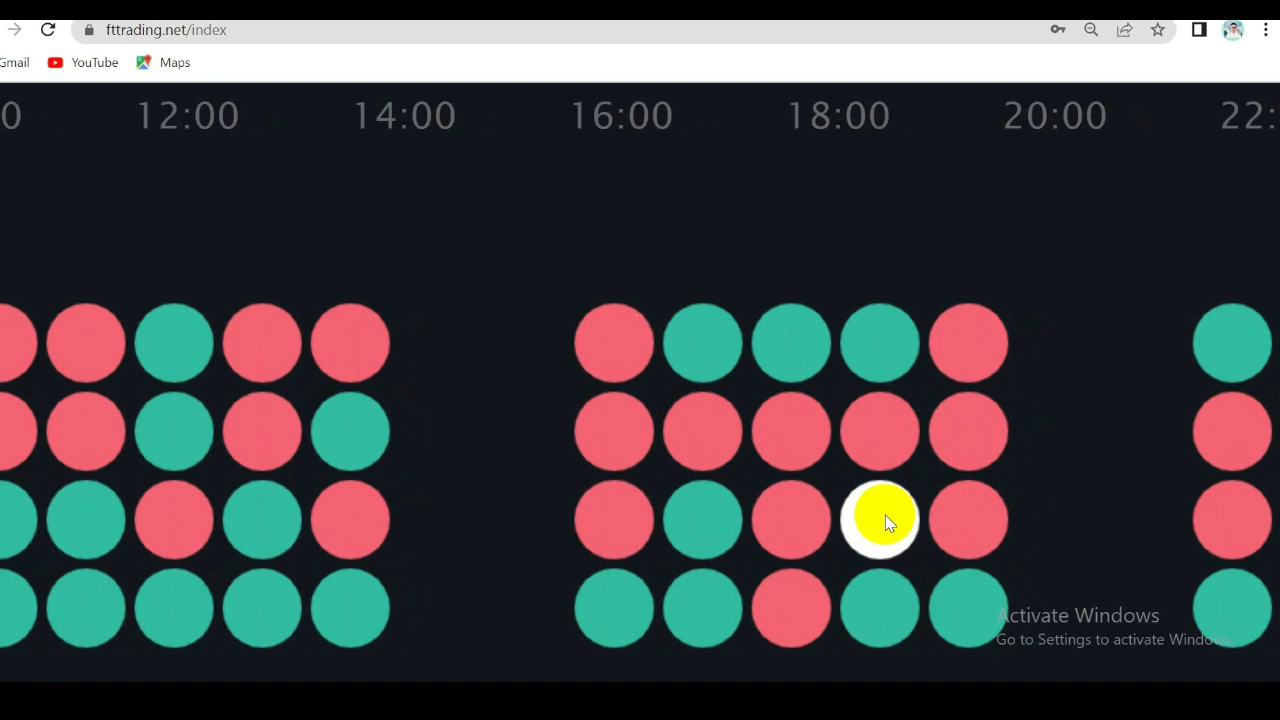 fttrading.net/index
Gmail YouTube Maps
0 12:00 14:00 16:00 18:00 20:00 22:
Activate Windows
Go to Settings to activate Windows.